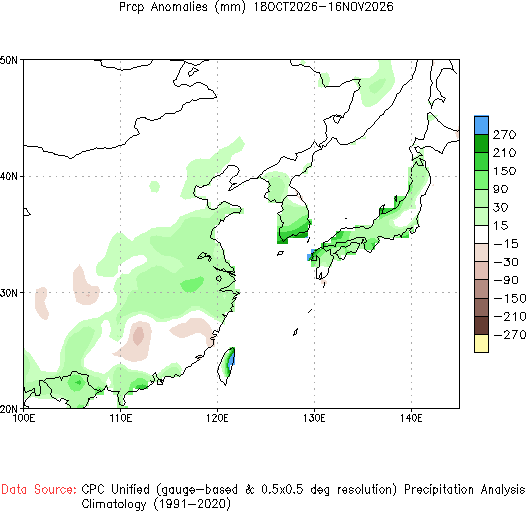 Prcp Anomalies (mm) 18OCT2026-16NOV2026
50N
40N
30N
20N
100E 110E 120E 130E 140E
270
210
150
90
30
15
-15
-30
-90
-150
-210
-270
Data Source: CPC Unified (gauge-based & 0.5x0.5 deg resolution) Precipitation Analysis
Climatology (1991-2020)